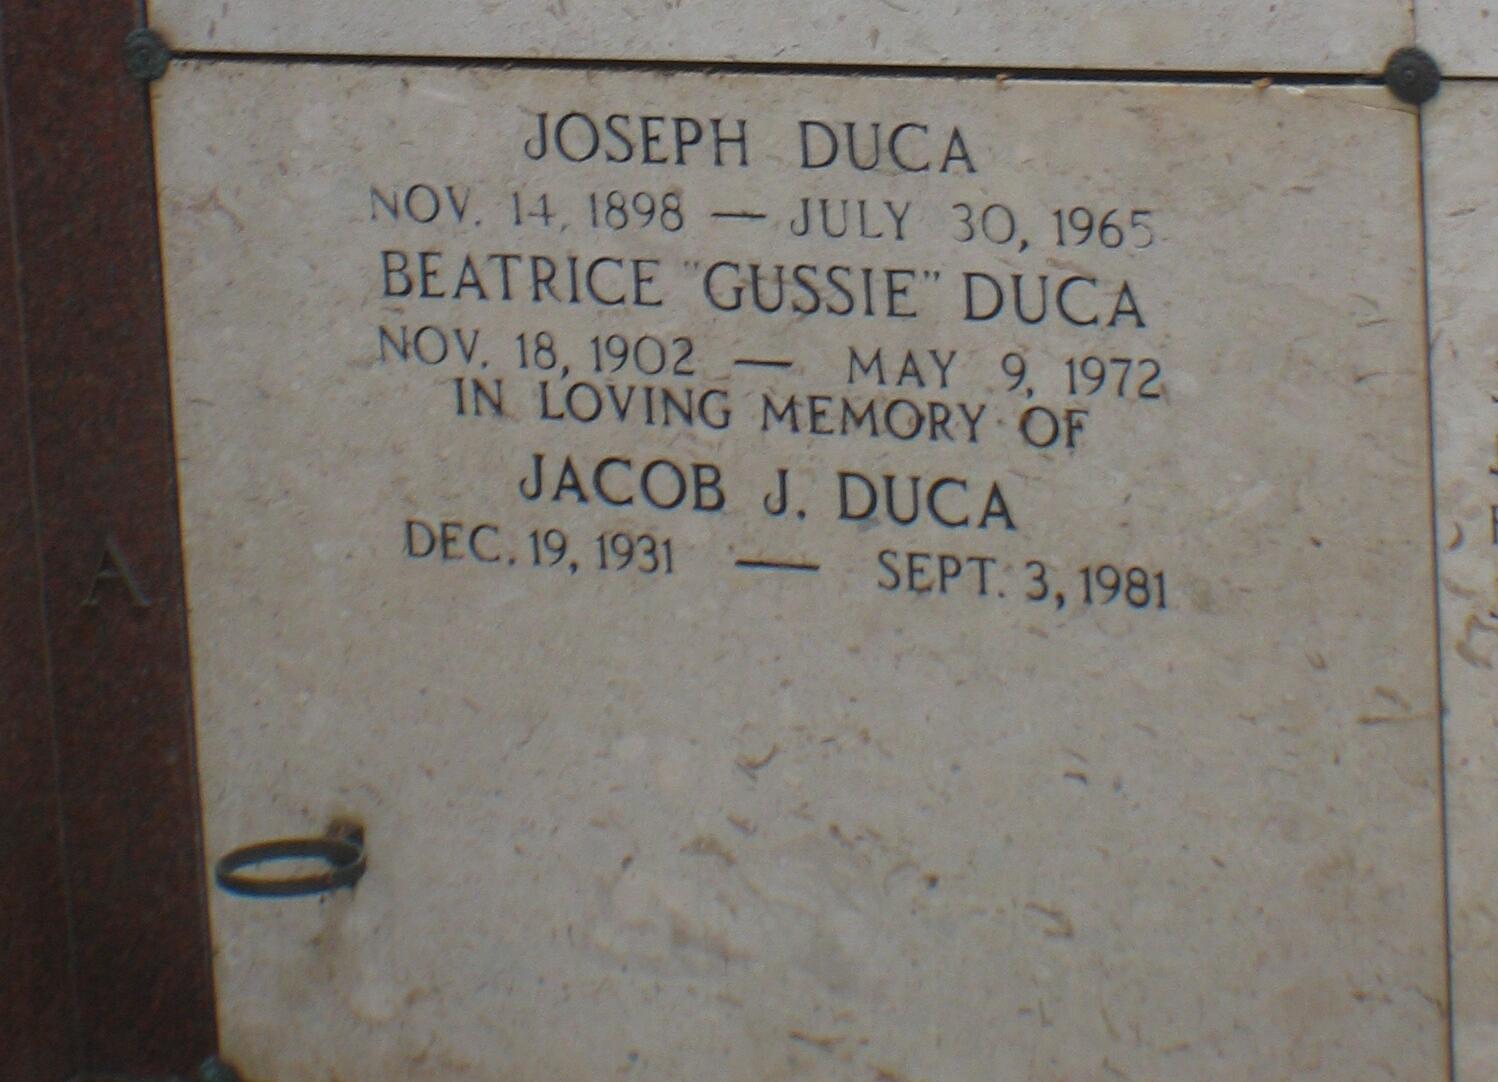 JOSEPH DUCA
NOV. 14, 1898 — JULY 30, 1965
BEATRICE "GUSSIE" DUCA
NOV. 18, 1902 — MAY 9, 1972
IN LOVING MEMORY OF
JACOB J. DUCA
DEC. 19, 1931 — SEPT. 3, 1981
A